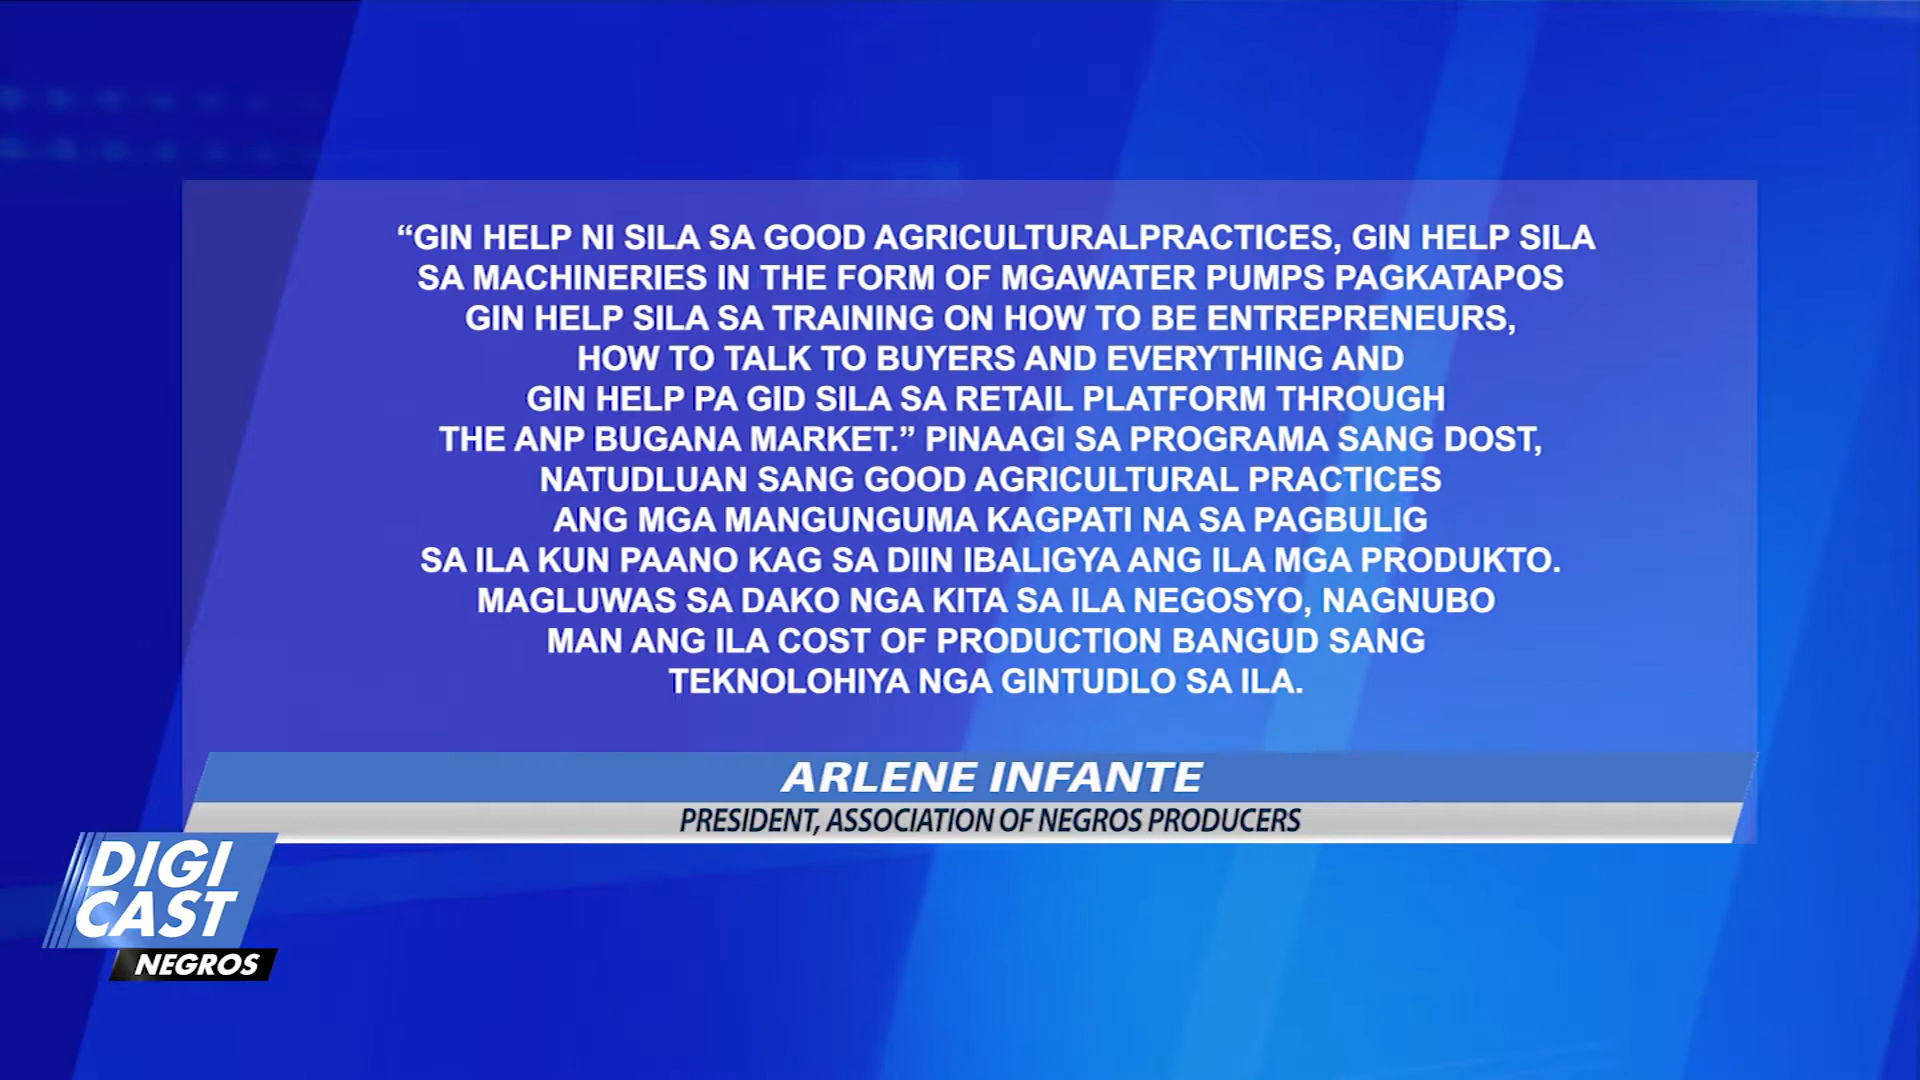 “GIN HELP NI SILA SA GOOD AGRICULTURALPRACTICES, GIN HELP SILA
SA MACHINERIES IN THE FORM OF MGAWATER PUMPS PAGKATAPOS
GIN HELP SILA SA TRAINING ON HOW TO BE ENTREPRENEURS,
HOW TO TALK TO BUYERS AND EVERYTHING AND
GIN HELP PA GID SILA SA RETAIL PLATFORM THROUGH
THE ANP BUGANA MARKET.” PINAAGI SA PROGRAMA SANG DOST,
NATUDLUAN SANG GOOD AGRICULTURAL PRACTICES
ANG MGA MANGUNGUMA KAGPATI NA SA PAGBULIG
SA ILA KUN PAANO KAG SA DIIN IBALIGYA ANG ILA MGA PRODUKTO.
MAGLUWAS SA DAKO NGA KITA SA ILA NEGOSYO, NAGNUBO
MAN ANG ILA COST OF PRODUCTION BANGUD SANG
TEKNOLOHIYA NGA GINTUDLO SA ILA.
ARLENE INFANTE
PRESIDENT, ASSOCIATION OF NEGROS PRODUCERS
DIGI
CAST
NEGROS